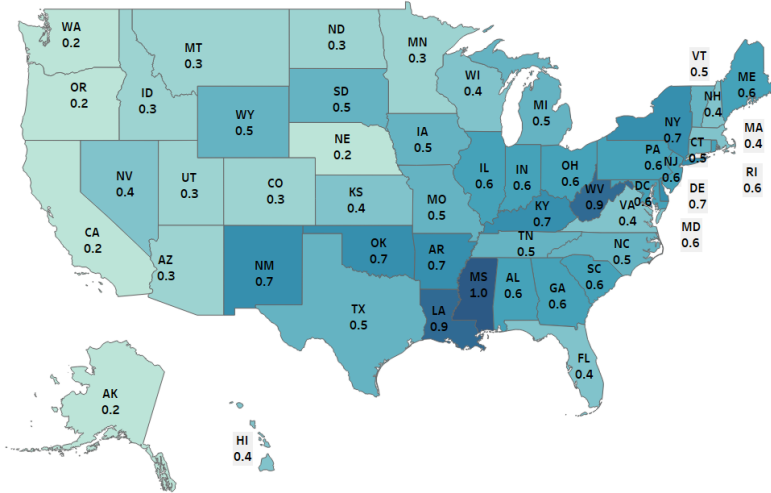 WA
0.2
MT
0.3
ND
0.3
MN
0.3
VT
0.5
ME
0.6
OR
0.2
ID
0.3
WY
0.5
SD
0.5
WI
0.4
MI
0.5
NH
0.4
NY
0.7
MA
0.4
NE
0.2
IA
0.5
IL
0.6
IN
0.6
OH
0.6
PA
0.6
CT
0.5
NJ
0.6
RI
0.6
NV
0.4
UT
0.3
CO
0.3
KS
0.4
MO
0.5
KY
0.7
WV
0.9
DC
0.6
VA
0.4
DE
0.7
MD
0.6
CA
0.2
AZ
0.3
NM
0.7
OK
0.7
AR
0.7
TN
0.5
NC
0.5
SC
0.6
MS
1.0
AL
0.6
GA
0.6
TX
0.5
LA
0.9
FL
0.4
AK
0.2
HI
0.4